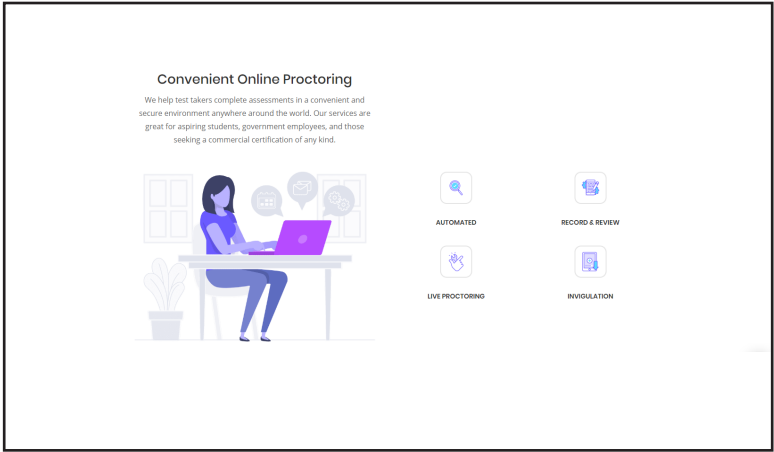 Convenient Online Proctoring
We help test takers complete assessments in a convenient and
secure environment anywhere around the world. Our services are
great for aspiring students, government employees, and those
seeking a commercial certification of any kind.
AUTOMATED
RECORD & REVIEW
LIVE PROCTORING
INVIGULATION